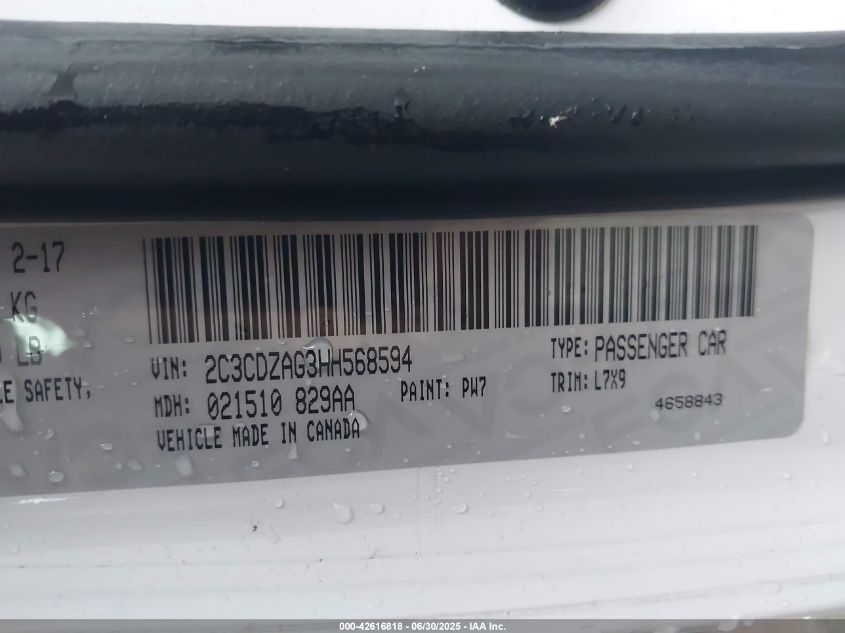 2-17
KG
LB
LE SAFETY,
VIN: 2C3CDZAG3HH568594
TYPE: PASSENGER CAR
MDH: 021510 829AA
PAINT: PW7
TRIM: L7X9
VEHICLE MADE IN CANADA
4658843
000-42616818 - 06/30/2025 - IAA Inc.